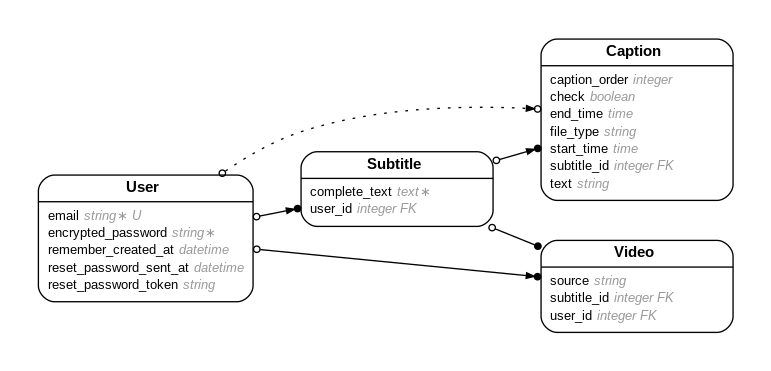 Caption
caption_order integer
check boolean
end_time time
file_type string
start_time time
subtitle_id integer FK
text string
Subtitle
complete_text text∗
user_id integer FK
User
email string∗ U
encrypted_password string∗
remember_created_at datetime
reset_password_sent_at datetime
reset_password_token string
Video
source string
subtitle_id integer FK
user_id integer FK